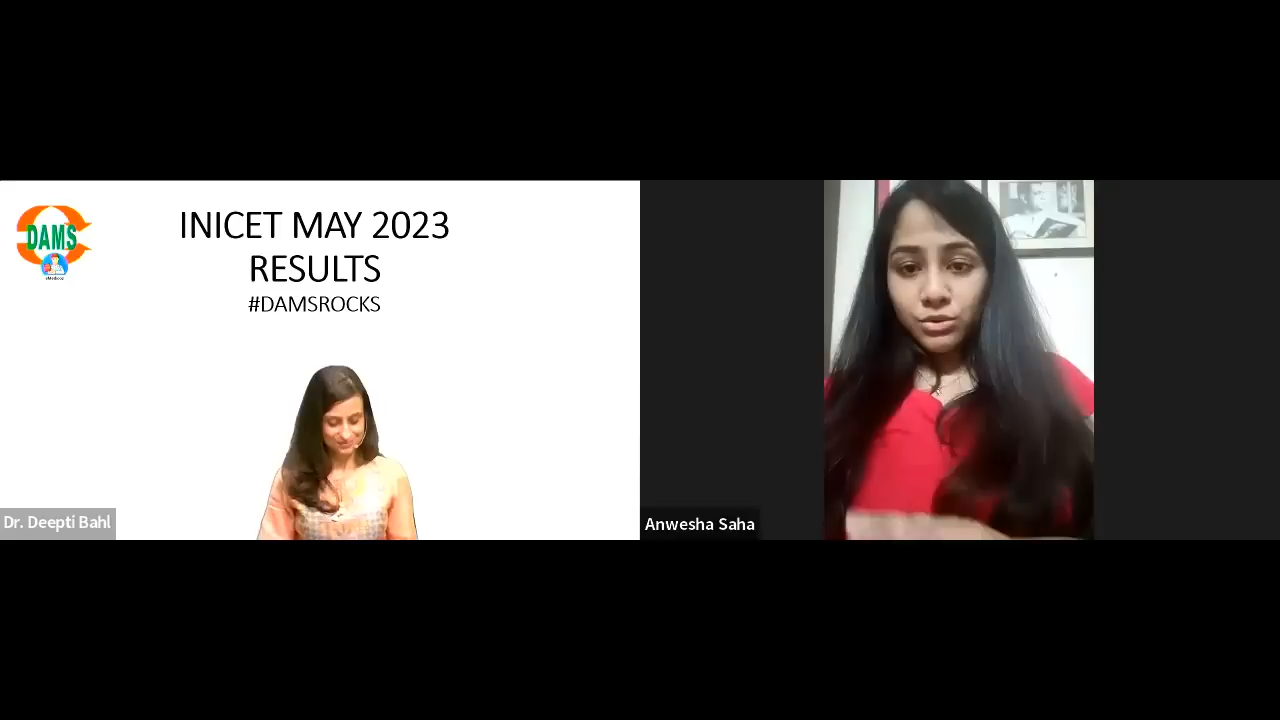 INICET MAY 2023
RESULTS
#DAMSROCKS
DAMS
Dr. Deepti Bahl
Anwesha Saha